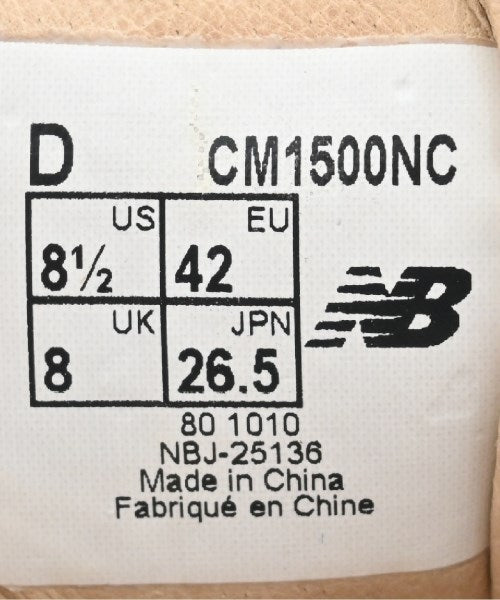 D CM1500NC
US EU
8½ 42
UK JPN
8 26.5
NB
80 1010
NBJ-25136
Made in China
Fabriqué en Chine